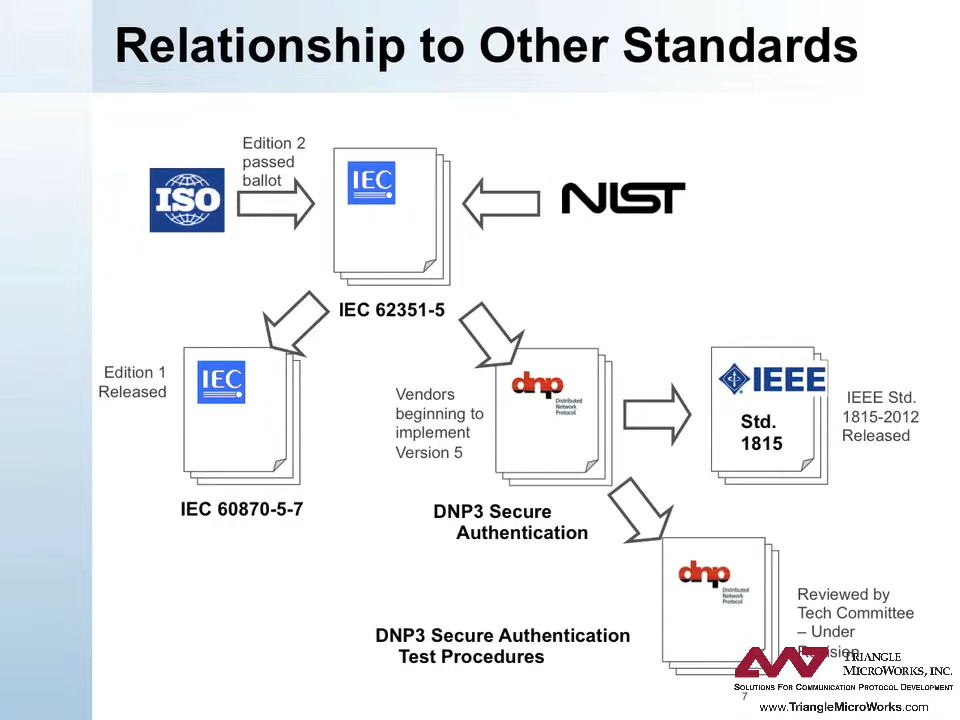 Relationship to Other Standards
Edition 2
passed
ballot
ISO
IEC
NIST
IEC 62351-5
Edition 1
Released
IEC
IEC 60870-5-7
Vendors
beginning to
implement
Version 5
dnp
Distributed
Network
Protocol
DNP3 Secure
Authentication
IEEE
Std.
1815
IEEE Std.
1815-2012
Released
dnp
Distributed
Network
Protocol
DNP3 Secure Authentication
Test Procedures
Reviewed by
Tech Committee
– Under
Revision
TRIANGLE
MICROWORKS, INC.
SOLUTIONS FOR COMMUNICATION PROTOCOL DEVELOPMENT
7
www.TriangleMicroWorks.com